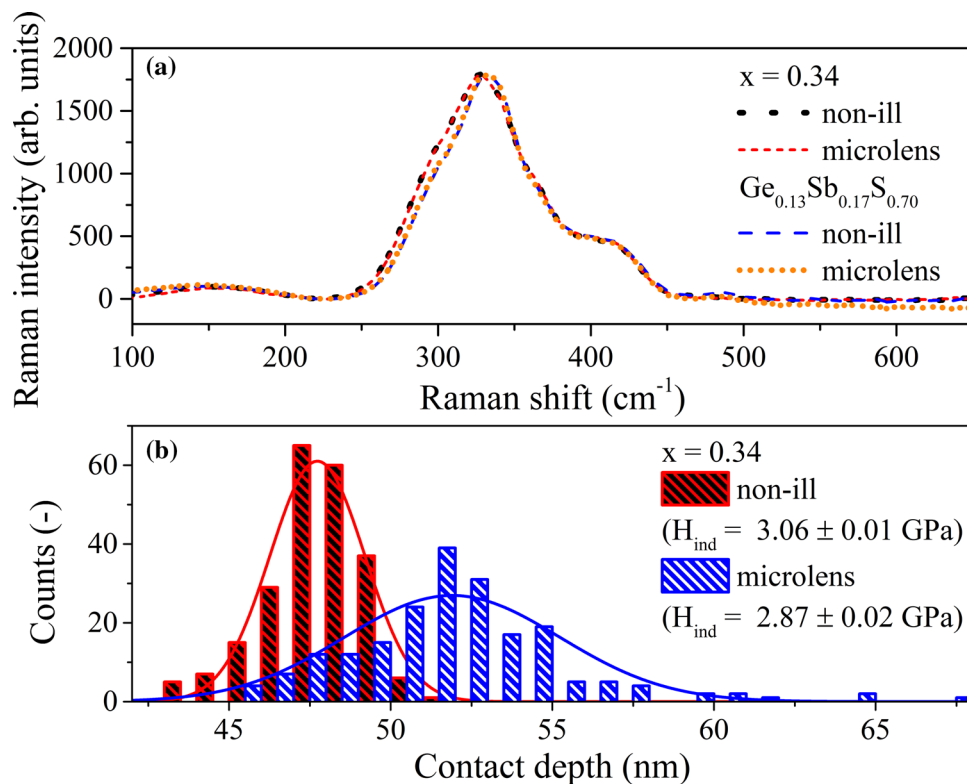 (a)
Raman intensity (arb. units)
2000
1500
1000
500
0
x = 0.34
non-ill
microlens
Ge0.13Sb0.17S0.70
non-ill
microlens
100 200 300 400 500 600
Raman shift (cm-1)
(b)
Counts (-)
60
40
20
0
x = 0.34
non-ill
(Hind = 3.06 ± 0.01 GPa)
microlens
(Hind = 2.87 ± 0.02 GPa)
45 50 55 60 65
Contact depth (nm)